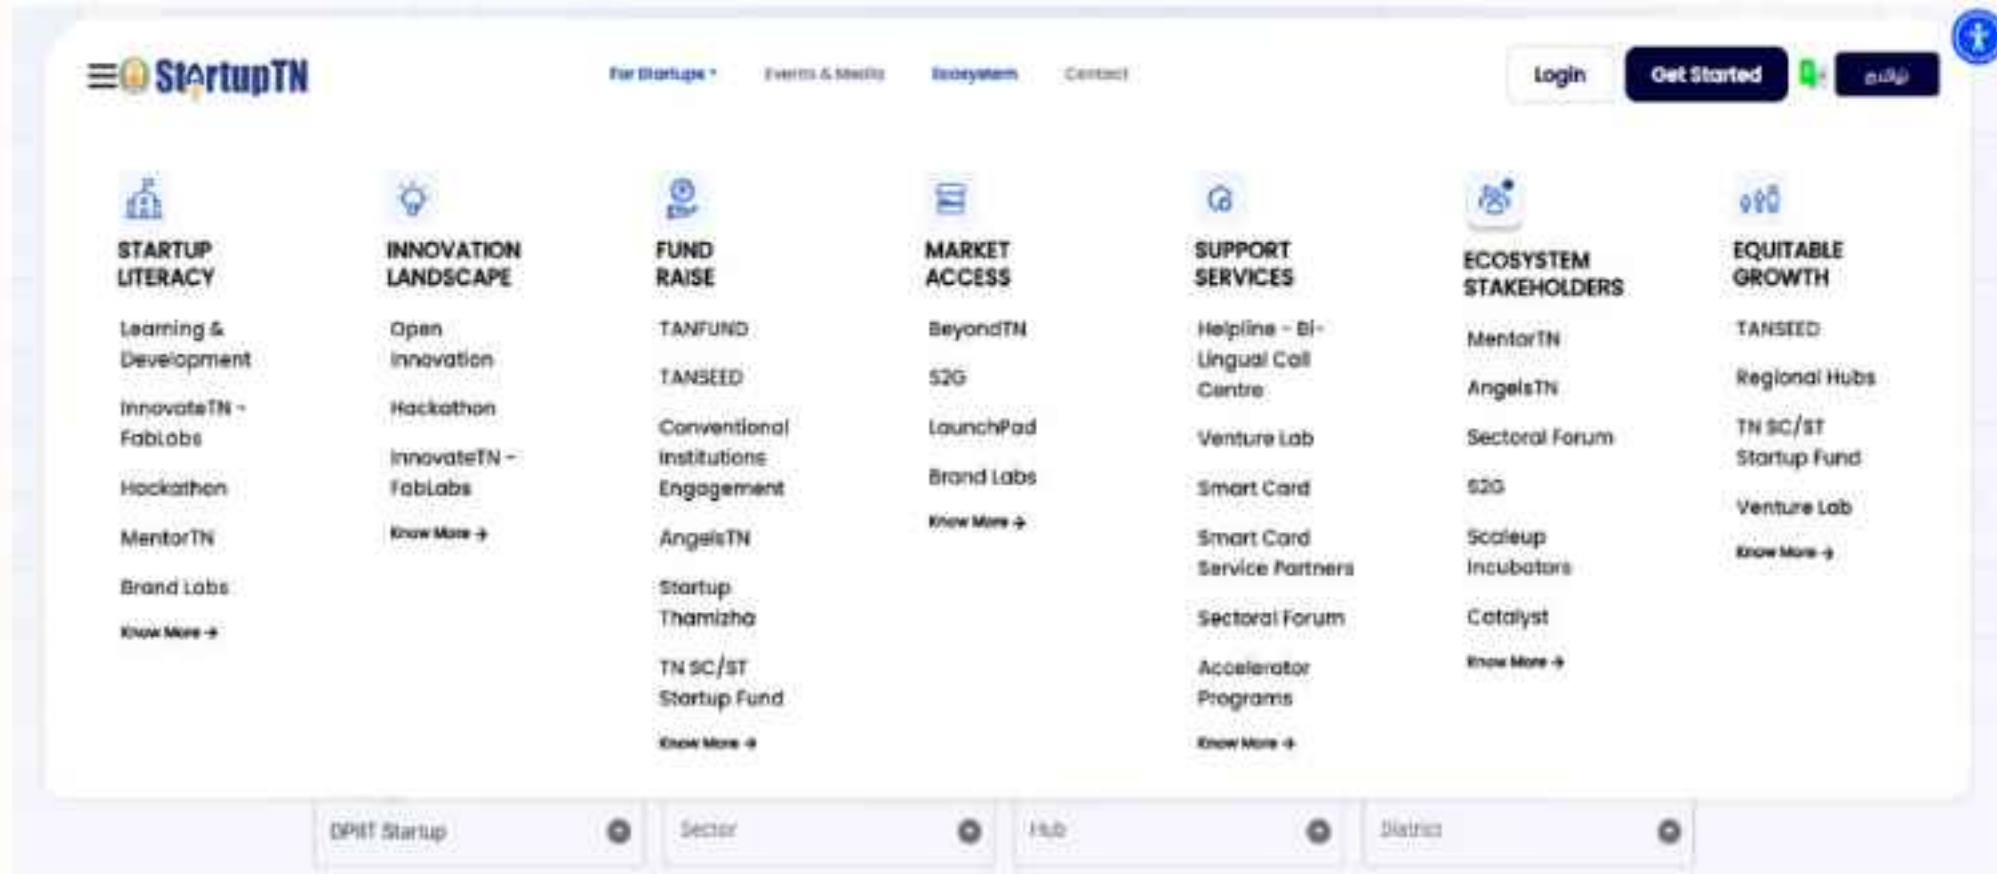 StartupTN
For Startups
Events & Media
Ecosystem
Contact
Login
Get Started
தமிழ்
STARTUP
LITERACY
Learning &
Development
InnovateTN -
FabLabs
Hackathon
MentorTN
Brand Labs
Know More →
INNOVATION
LANDSCAPE
Open
Innovation
Hackathon
InnovateTN -
FabLabs
Know More →
FUND
RAISE
TANFUND
TANSEED
Conventional
Institutions
Engagement
AngelsTN
Startup
Thamizha
TN SC/ST
Startup Fund
Know More →
MARKET
ACCESS
BeyondTN
S2G
LaunchPad
Brand Labs
Know More →
SUPPORT
SERVICES
Helpline - Bi-
Lingual Call
Centre
Venture Lab
Smart Card
Smart Card
Service Partners
Sectoral Forum
Accelerator
Programs
Know More →
ECOSYSTEM
STAKEHOLDERS
MentorTN
AngelsTN
Sectoral Forum
S2G
Scaleup
Incubators
Catalyst
Know More →
EQUITABLE
GROWTH
TANSEED
Regional Hubs
TN SC/ST
Startup Fund
Venture Lab
Know More →
DPIIT Startup
Sector
Hub
District